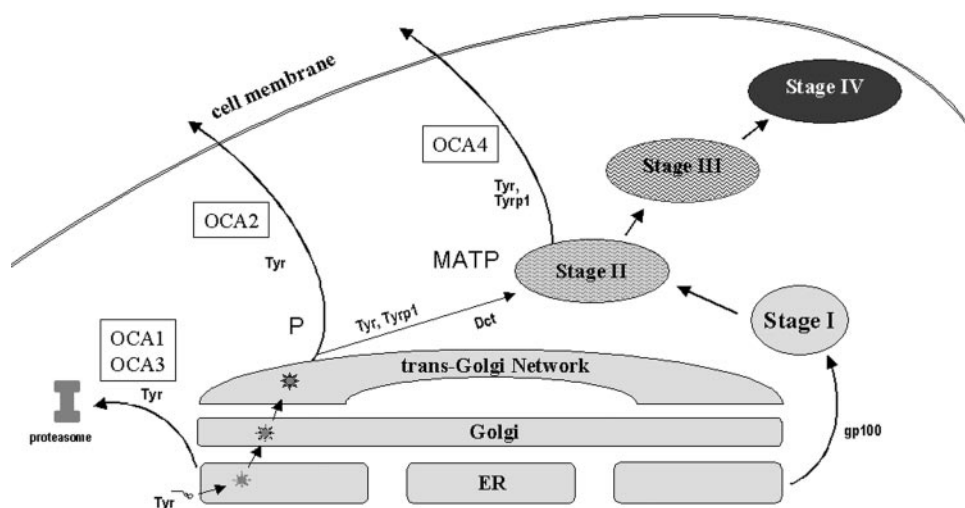 cell membrane
Stage IV
OCA4
Stage III
Tyr,
Tyrp1
OCA2
Tyr
MATP
Stage II
P
Tyr, Tyrp1
Dct
Stage I
OCA1
OCA3
Tyr
trans-Golgi Network
proteasome
Golgi
gp100
ER
Tyr